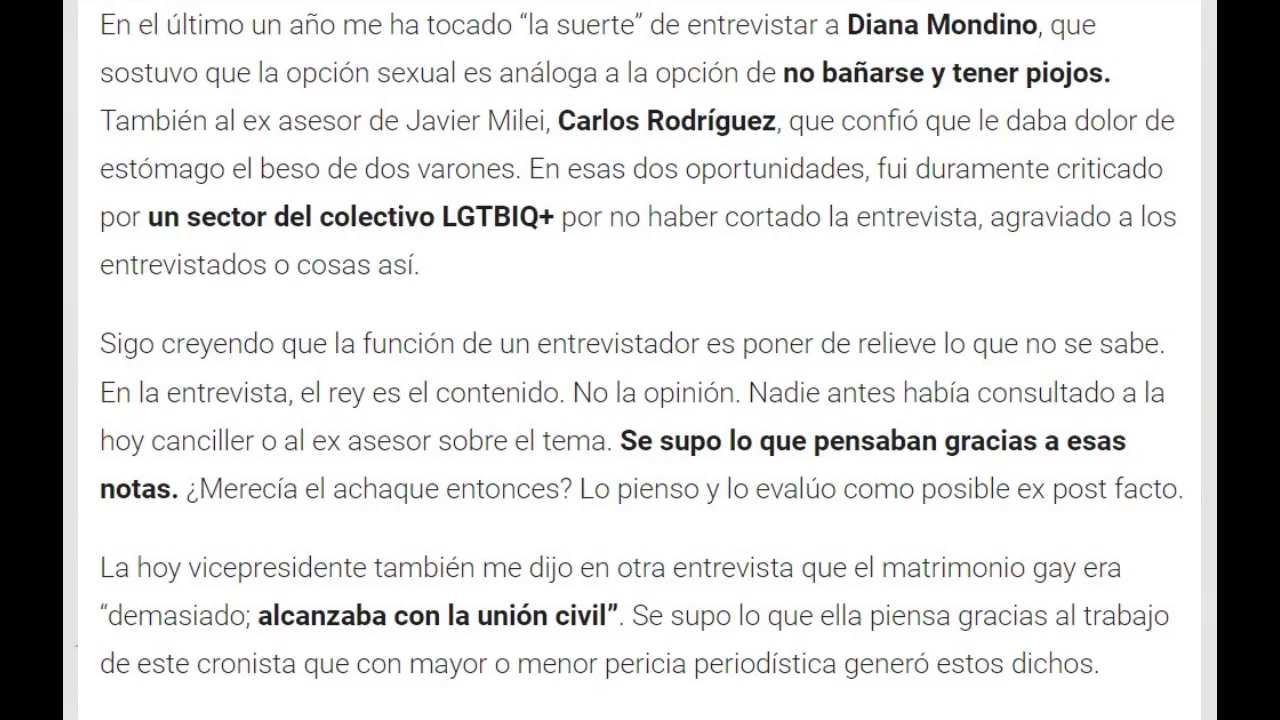 En el último un año me ha tocado “la suerte” de entrevistar a Diana Mondino, que
sostuvo que la opción sexual es análoga a la opción de no bañarse y tener piojos.
También al ex asesor de Javier Milei, Carlos Rodríguez, que confió que le daba dolor de
estómago el beso de dos varones. En esas dos oportunidades, fui duramente criticado
por un sector del colectivo LGTBIQ+ por no haber cortado la entrevista, agraviado a los
entrevistados o cosas así.
Sigo creyendo que la función de un entrevistador es poner de relieve lo que no se sabe.
En la entrevista, el rey es el contenido. No la opinión. Nadie antes había consultado a la
hoy canciller o al ex asesor sobre el tema. Se supo lo que pensaban gracias a esas
notas. ¿Merecía el achaque entonces? Lo pienso y lo evalúo como posible ex post facto.
La hoy vicepresidente también me dijo en otra entrevista que el matrimonio gay era
“demasiado; alcanzaba con la unión civil”. Se supo lo que ella piensa gracias al trabajo
de este cronista que con mayor o menor pericia periodística generó estos dichos.